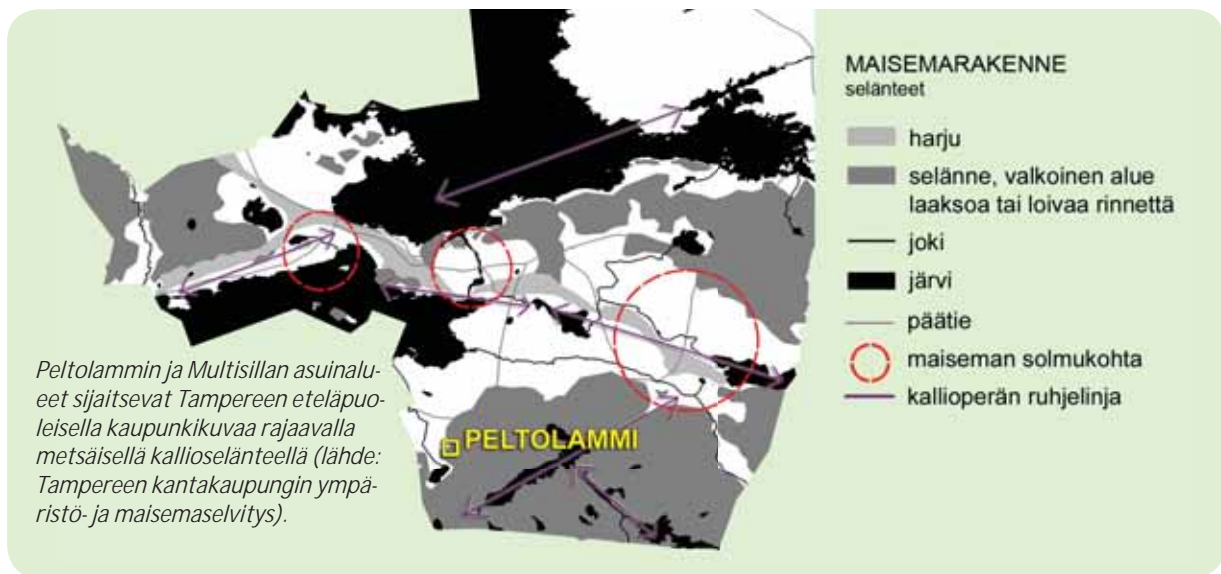 MAISEMARAKENNE
selänteet
harju
selänne, valkoinen alue
laaksoa tai loivaa rinnettä
joki
järvi
päätie
maiseman solmukohta
kallioperän ruhjelinja
PELTOLAMMI
Peltolammin ja Multisillan asuinalu-
eet sijaitsevat Tampereen eteläpuo-
leisella kaupunkikuvaa rajaavalla
metsäisellä kallioselänteellä (lähde:
Tampereen kantakaupungin ympä-
ristö- ja maisemaselvitys).